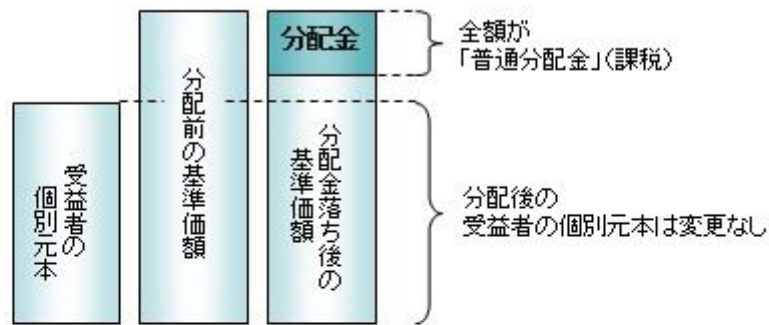 受益者の
個別元本
分配前の基準価額
分配金
分配金落ち後の
基準価額
全額が
「普通分配金」(課税)
分配後の
受益者の個別元本は変更なし